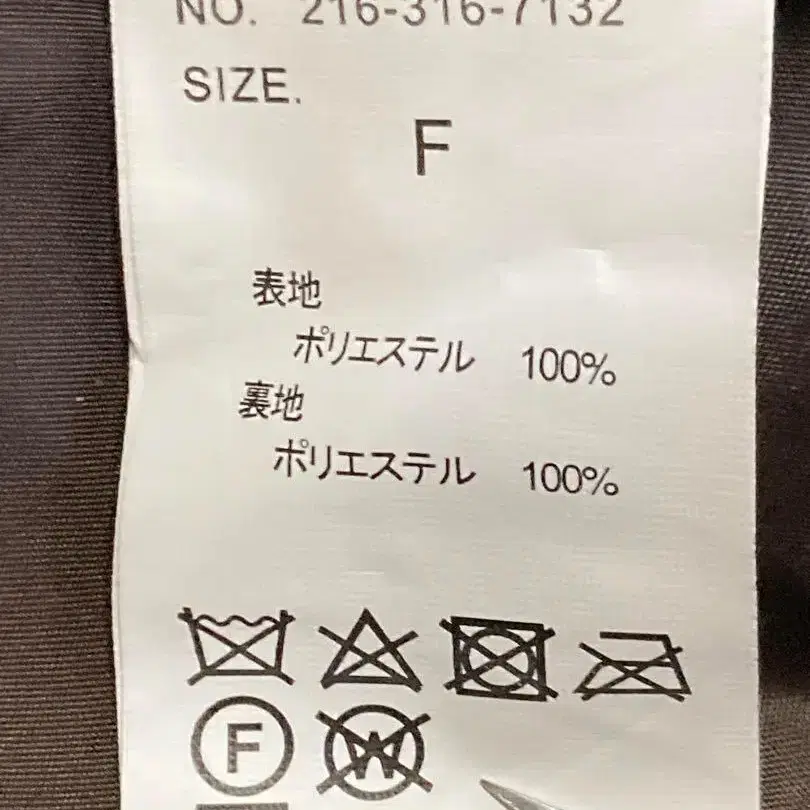 NO. 216-316-7132
SIZE.
F
表地
ポリエステル 100%
裏地
ポリエステル 100%
F W